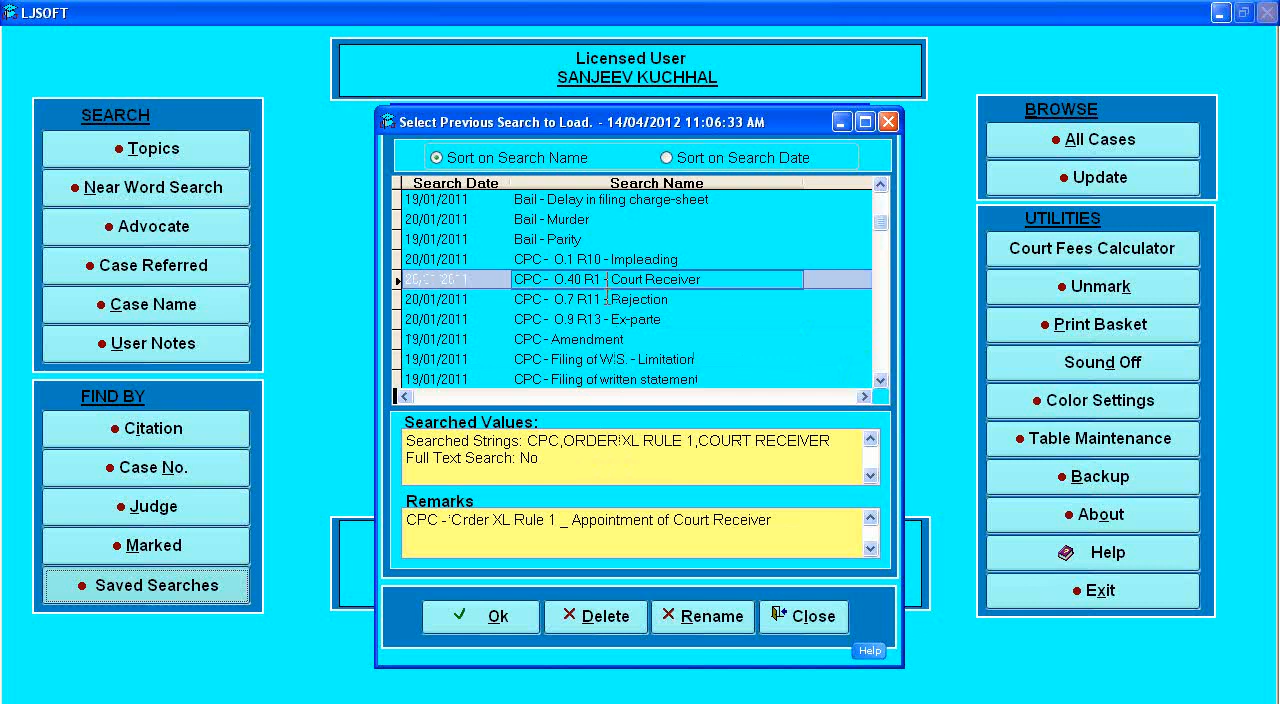 LJSOFT
Licensed User
SANJEEV KUCHHAL
SEARCH
Topics
Near Word Search
Advocate
Case Referred
Case Name
User Notes
FIND BY
Citation
Case No.
Judge
Marked
Saved Searches
Select Previous Search to Load. - 14/04/2012 11:06:33 AM
Sort on Search Name Sort on Search Date
Search Date Search Name
19/01/2011 Bail - Delay in filing charge-sheet
20/01/2011 Bail - Murder
19/01/2011 Bail - Parity
20/01/2011 CPC - O.1 R10 - Impleading
20/01/2011 CPC - O.40 R1 - Court Receiver
20/01/2011 CPC - O.7 R11 - Rejection
20/01/2011 CPC - O.9 R13 - Ex-parte
19/01/2011 CPC - Amendment
19/01/2011 CPC - Filing of W.S. - Limitation
19/01/2011 CPC - Filing of written statement
Searched Values:
Searched Strings: CPC,ORDER XL RULE 1,COURT RECEIVER
Full Text Search: No
Remarks
CPC - Order XL Rule 1 _ Appointment of Court Receiver
Ok Delete Rename Close
Help
BROWSE
All Cases
Update
UTILITIES
Court Fees Calculator
Unmark
Print Basket
Sound Off
Color Settings
Table Maintenance
Backup
About
Help
Exit